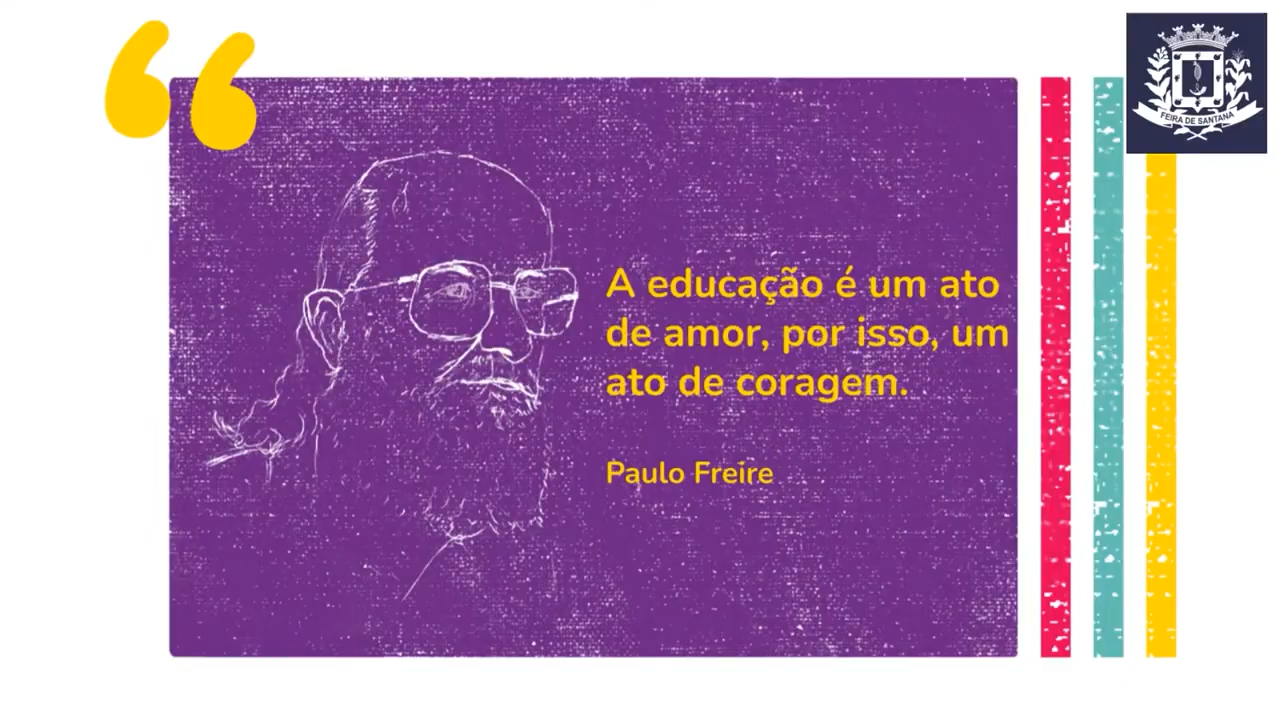 FEIRA DE SANTANA
A educação é um ato
de amor, por isso, um
ato de coragem.
Paulo Freire